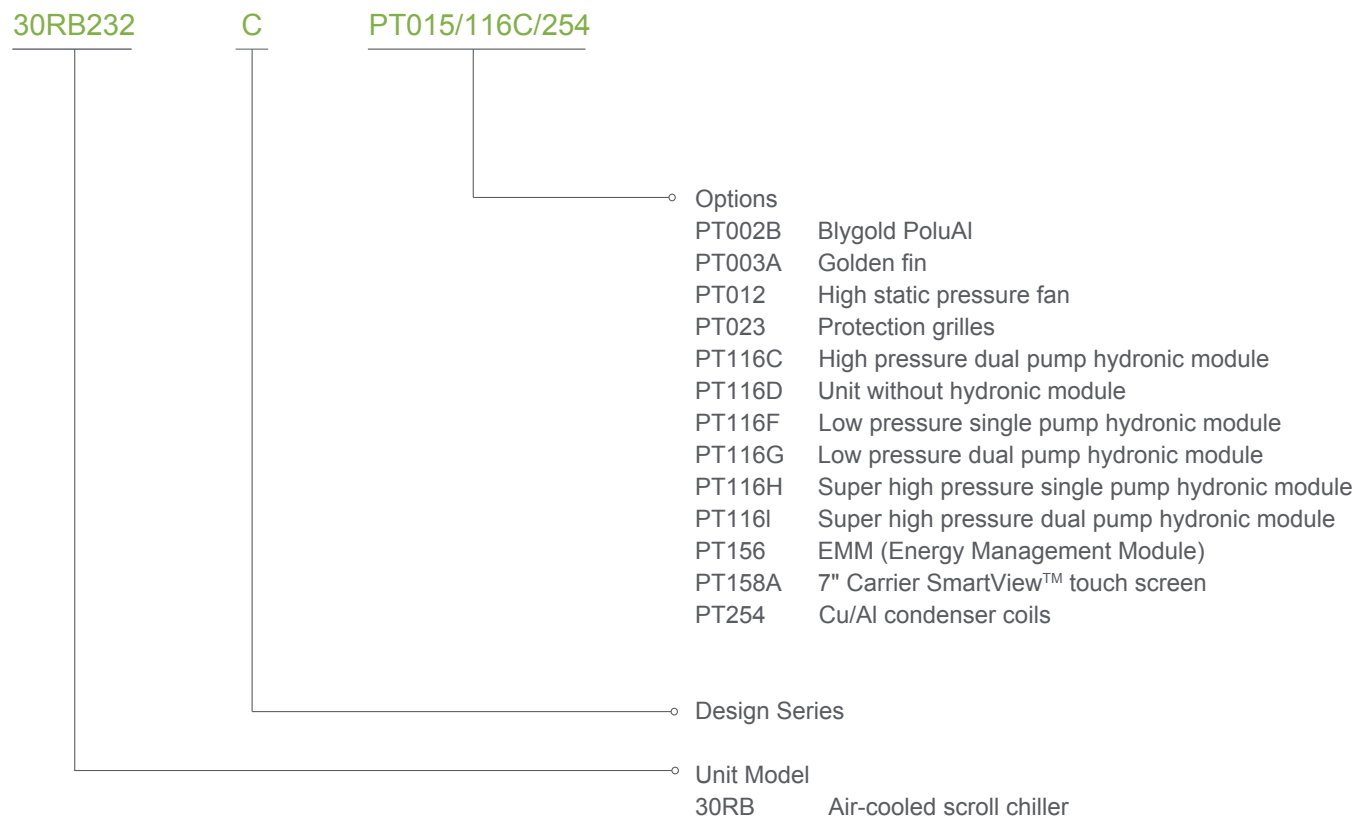 30RB232 C PT015/116C/254
Options
PT002B Blygold PoluAl
PT003A Golden fin
PT012 High static pressure fan
PT023 Protection grilles
PT116C High pressure dual pump hydronic module
PT116D Unit without hydronic module
PT116F Low pressure single pump hydronic module
PT116G Low pressure dual pump hydronic module
PT116H Super high pressure single pump hydronic module
PT116I Super high pressure dual pump hydronic module
PT156 EMM (Energy Management Module)
PT158A 7" Carrier SmartView™ touch screen
PT254 Cu/Al condenser coils
Design Series
Unit Model
30RB Air-cooled scroll chiller